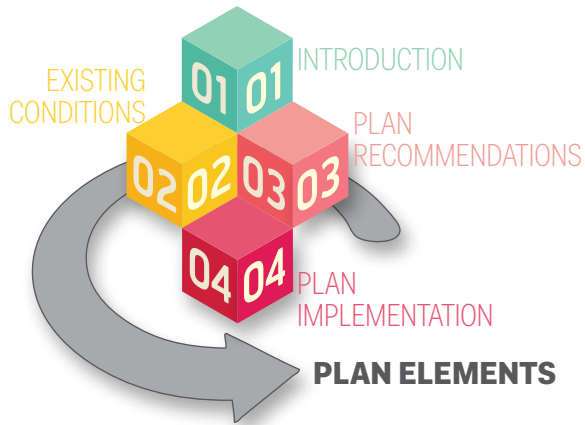 01 01
INTRODUCTION
EXISTING
CONDITIONS
02 02
03 03
PLAN
RECOMMENDATIONS
04 04
PLAN
IMPLEMENTATION
PLAN ELEMENTS